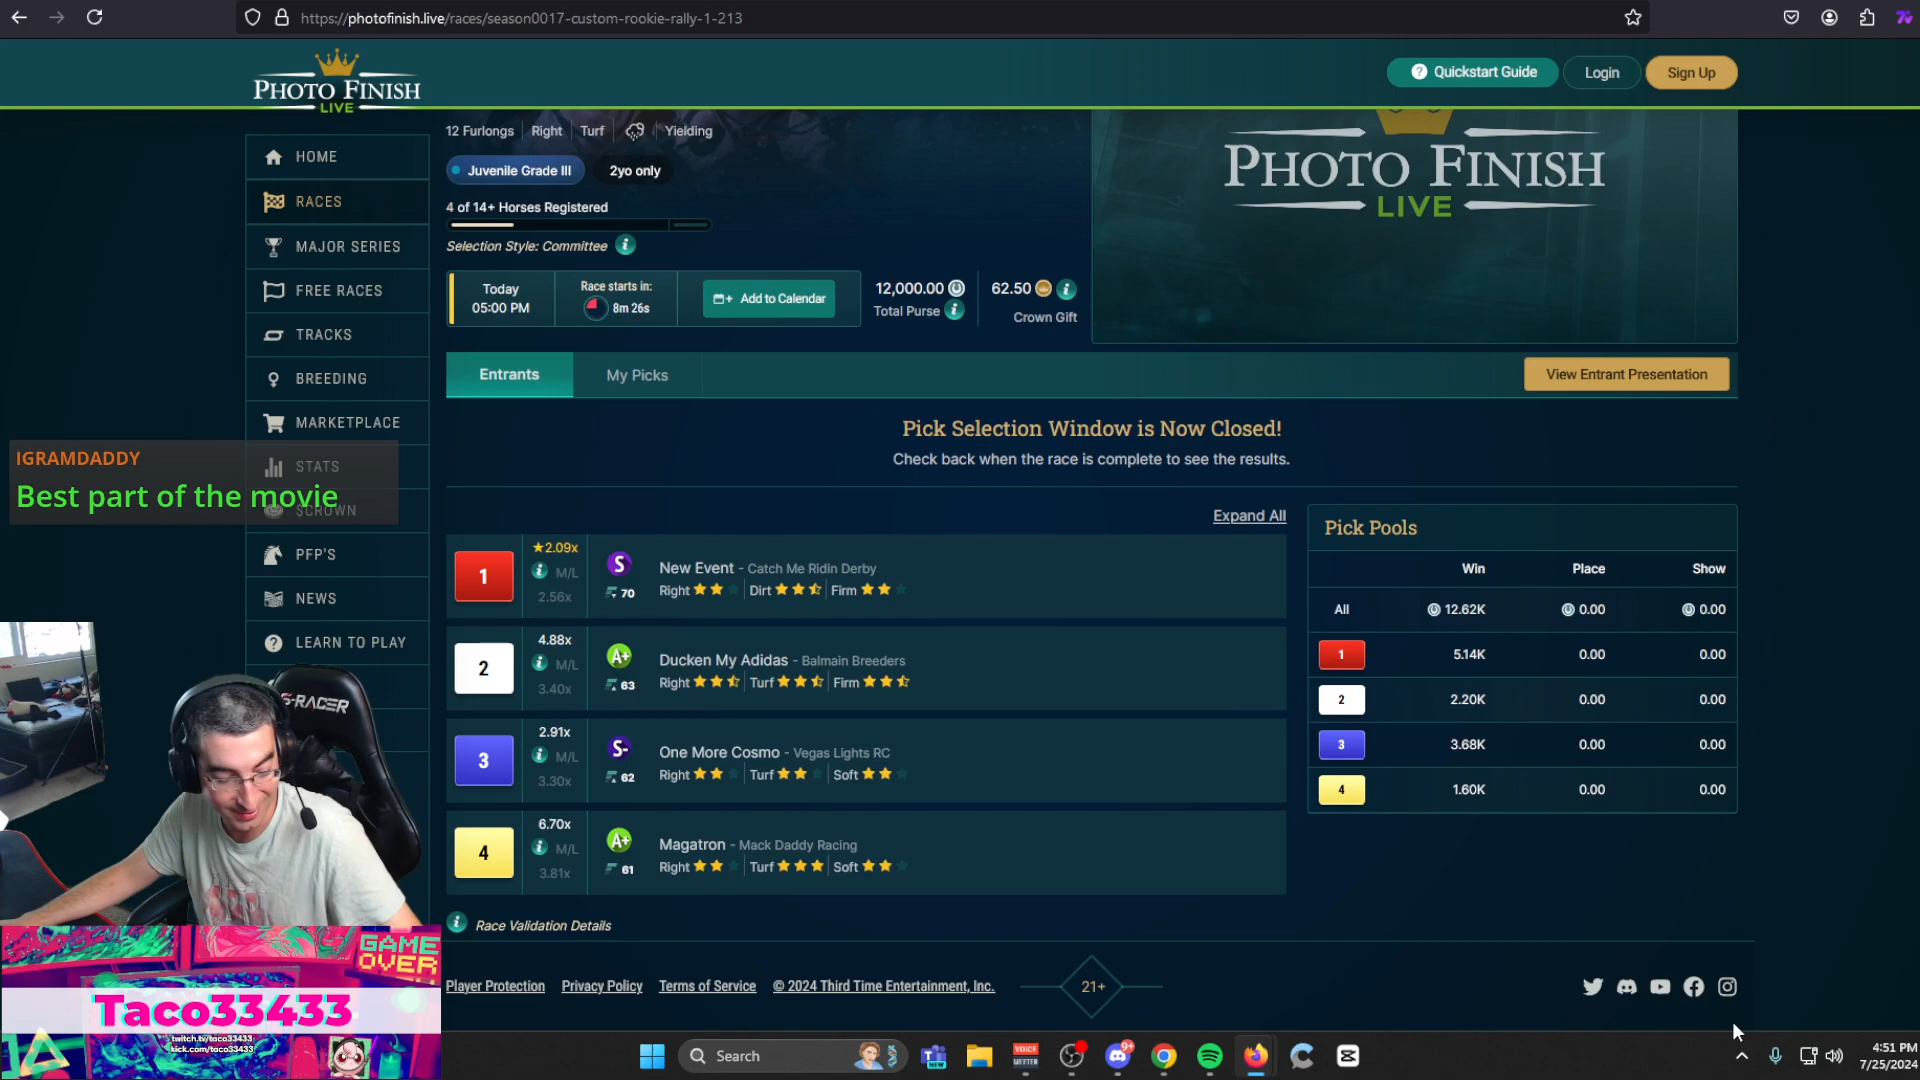 https://photofinish.live/races/season0017-custom-rookie-rally-1-213
PHOTO FINISH
LIVE
Quickstart Guide
Login
Sign Up
HOME
RACES
MAJOR SERIES
FREE RACES
TRACKS
BREEDING
MARKETPLACE
STATS
$CROWN
PFP'S
NEWS
LEARN TO PLAY
IGRAMDADDY
Best part of the movie
12 Furlongs Right Turf Yielding
Juvenile Grade III 2yo only
4 of 14+ Horses Registered
Selection Style: Committee
Today
05:00 PM
Race starts in:
8m 26s
Add to Calendar
12,000.00
Total Purse
62.50
Crown Gift
PHOTO FINISH
LIVE
Entrants My Picks
View Entrant Presentation
Pick Selection Window is Now Closed!
Check back when the race is complete to see the results.
Expand All
1
2.09x
M/L
2.56x
S
70
New Event - Catch Me Ridin Derby
Right Dirt Firm
2
4.88x
M/L
3.40x
A+
63
Ducken My Adidas - Balmain Breeders
Right Turf Firm
3
2.91x
M/L
3.30x
S-
62
One More Cosmo - Vegas Lights RC
Right Turf Soft
4
6.70x
M/L
3.81x
A+
61
Magatron - Mack Daddy Racing
Right Turf Soft
Race Validation Details
Pick Pools
Win Place Show
All 12.62K 0.00 0.00
1 5.14K 0.00 0.00
2 2.20K 0.00 0.00
3 3.68K 0.00 0.00
4 1.60K 0.00 0.00
Player Protection Privacy Policy Terms of Service © 2024 Third Time Entertainment, Inc.
21+
S-RACER
GAME
OVER
Taco33433
twitch.tv/taco33433
kick.com/taco33433
Search
NEW
VOICE
MEETER
9+
4:51 PM
7/25/2024